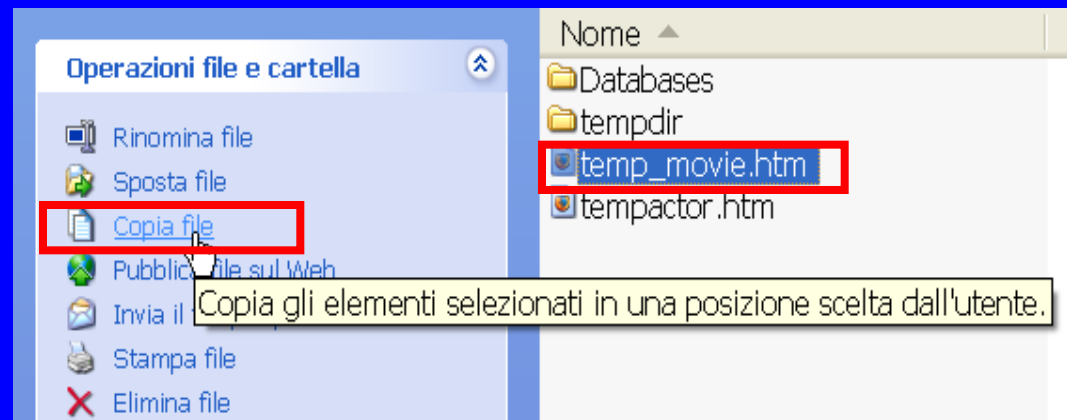 Operazioni file e cartella
Rinomina file
Sposta file
Copia file
Pubblica file sul Web
Invia il
Stampa file
Elimina file
Nome
Databases
tempdir
temp_movie.htm
tempactor.htm
Copia gli elementi selezionati in una posizione scelta dall'utente.